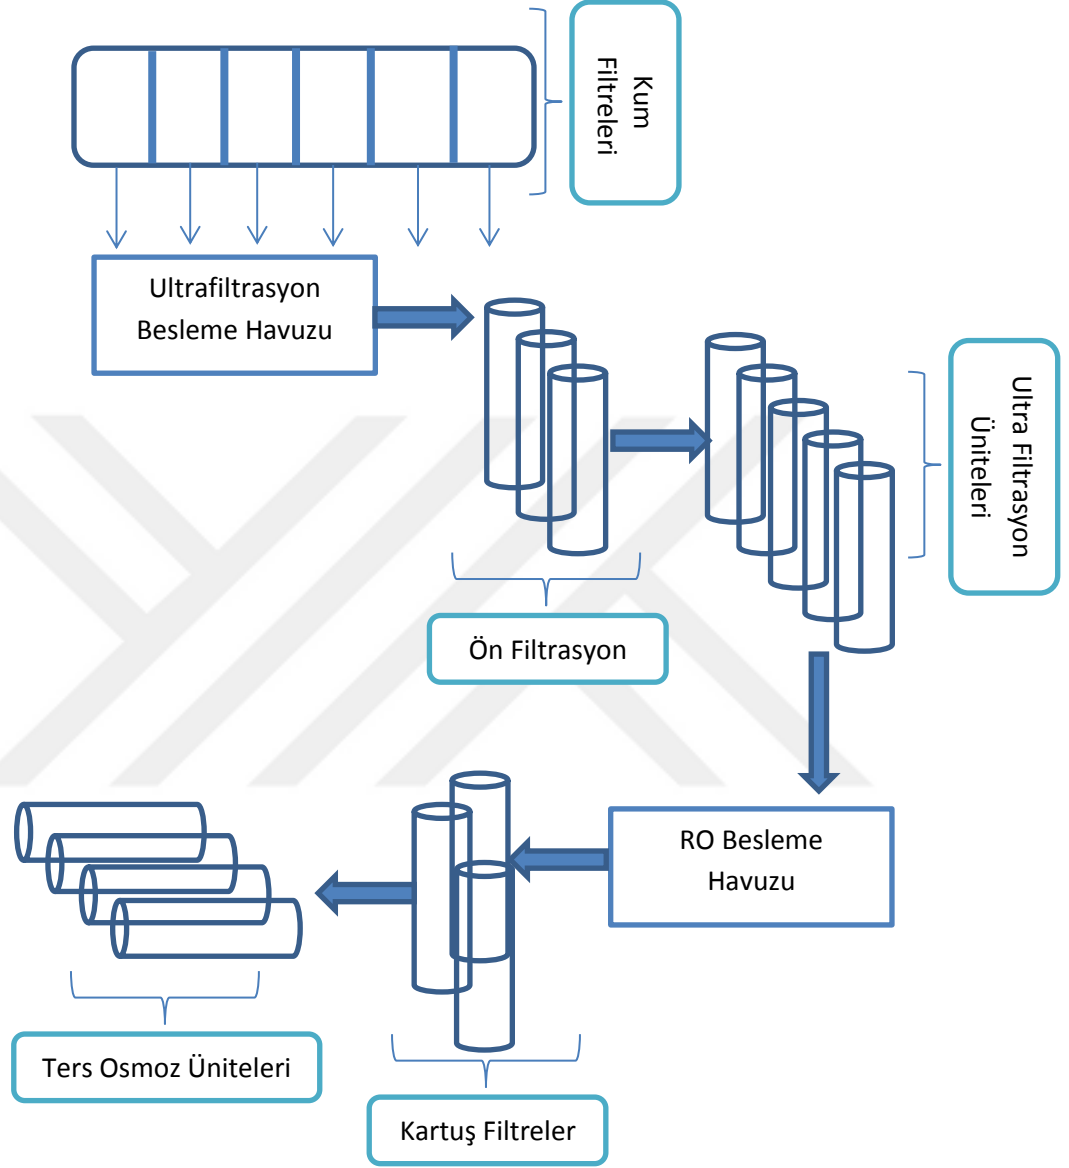 Kum
Filtreleri
Ultrafiltrasyon
Besleme Havuzu
Ultra Filtrasyon
Üniteleri
Ön Filtrasyon
RO Besleme
Havuzu
Ters Osmoz Üniteleri
Kartuş Filtreler